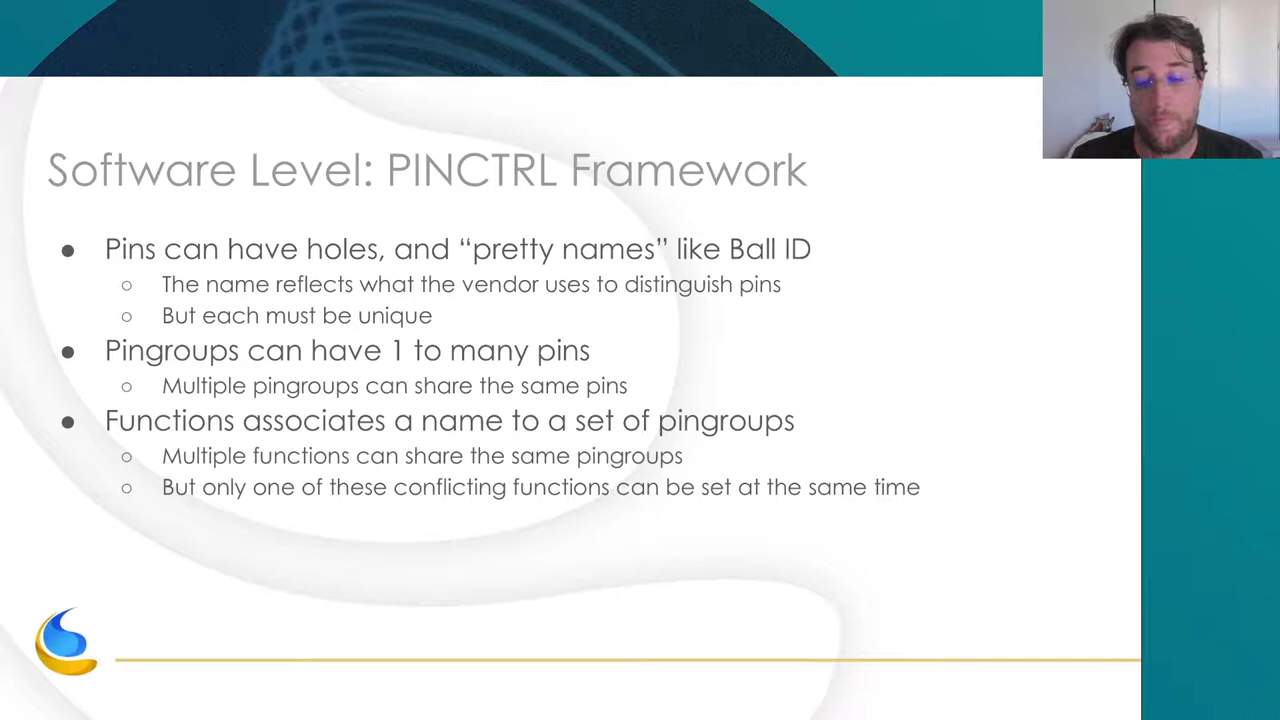 Software Level: PINCTRL Framework
● Pins can have holes, and “pretty names” like Ball ID
○ The name reflects what the vendor uses to distinguish pins
○ But each must be unique
● Pingroups can have 1 to many pins
○ Multiple pingroups can share the same pins
● Functions associates a name to a set of pingroups
○ Multiple functions can share the same pingroups
○ But only one of these conflicting functions can be set at the same time